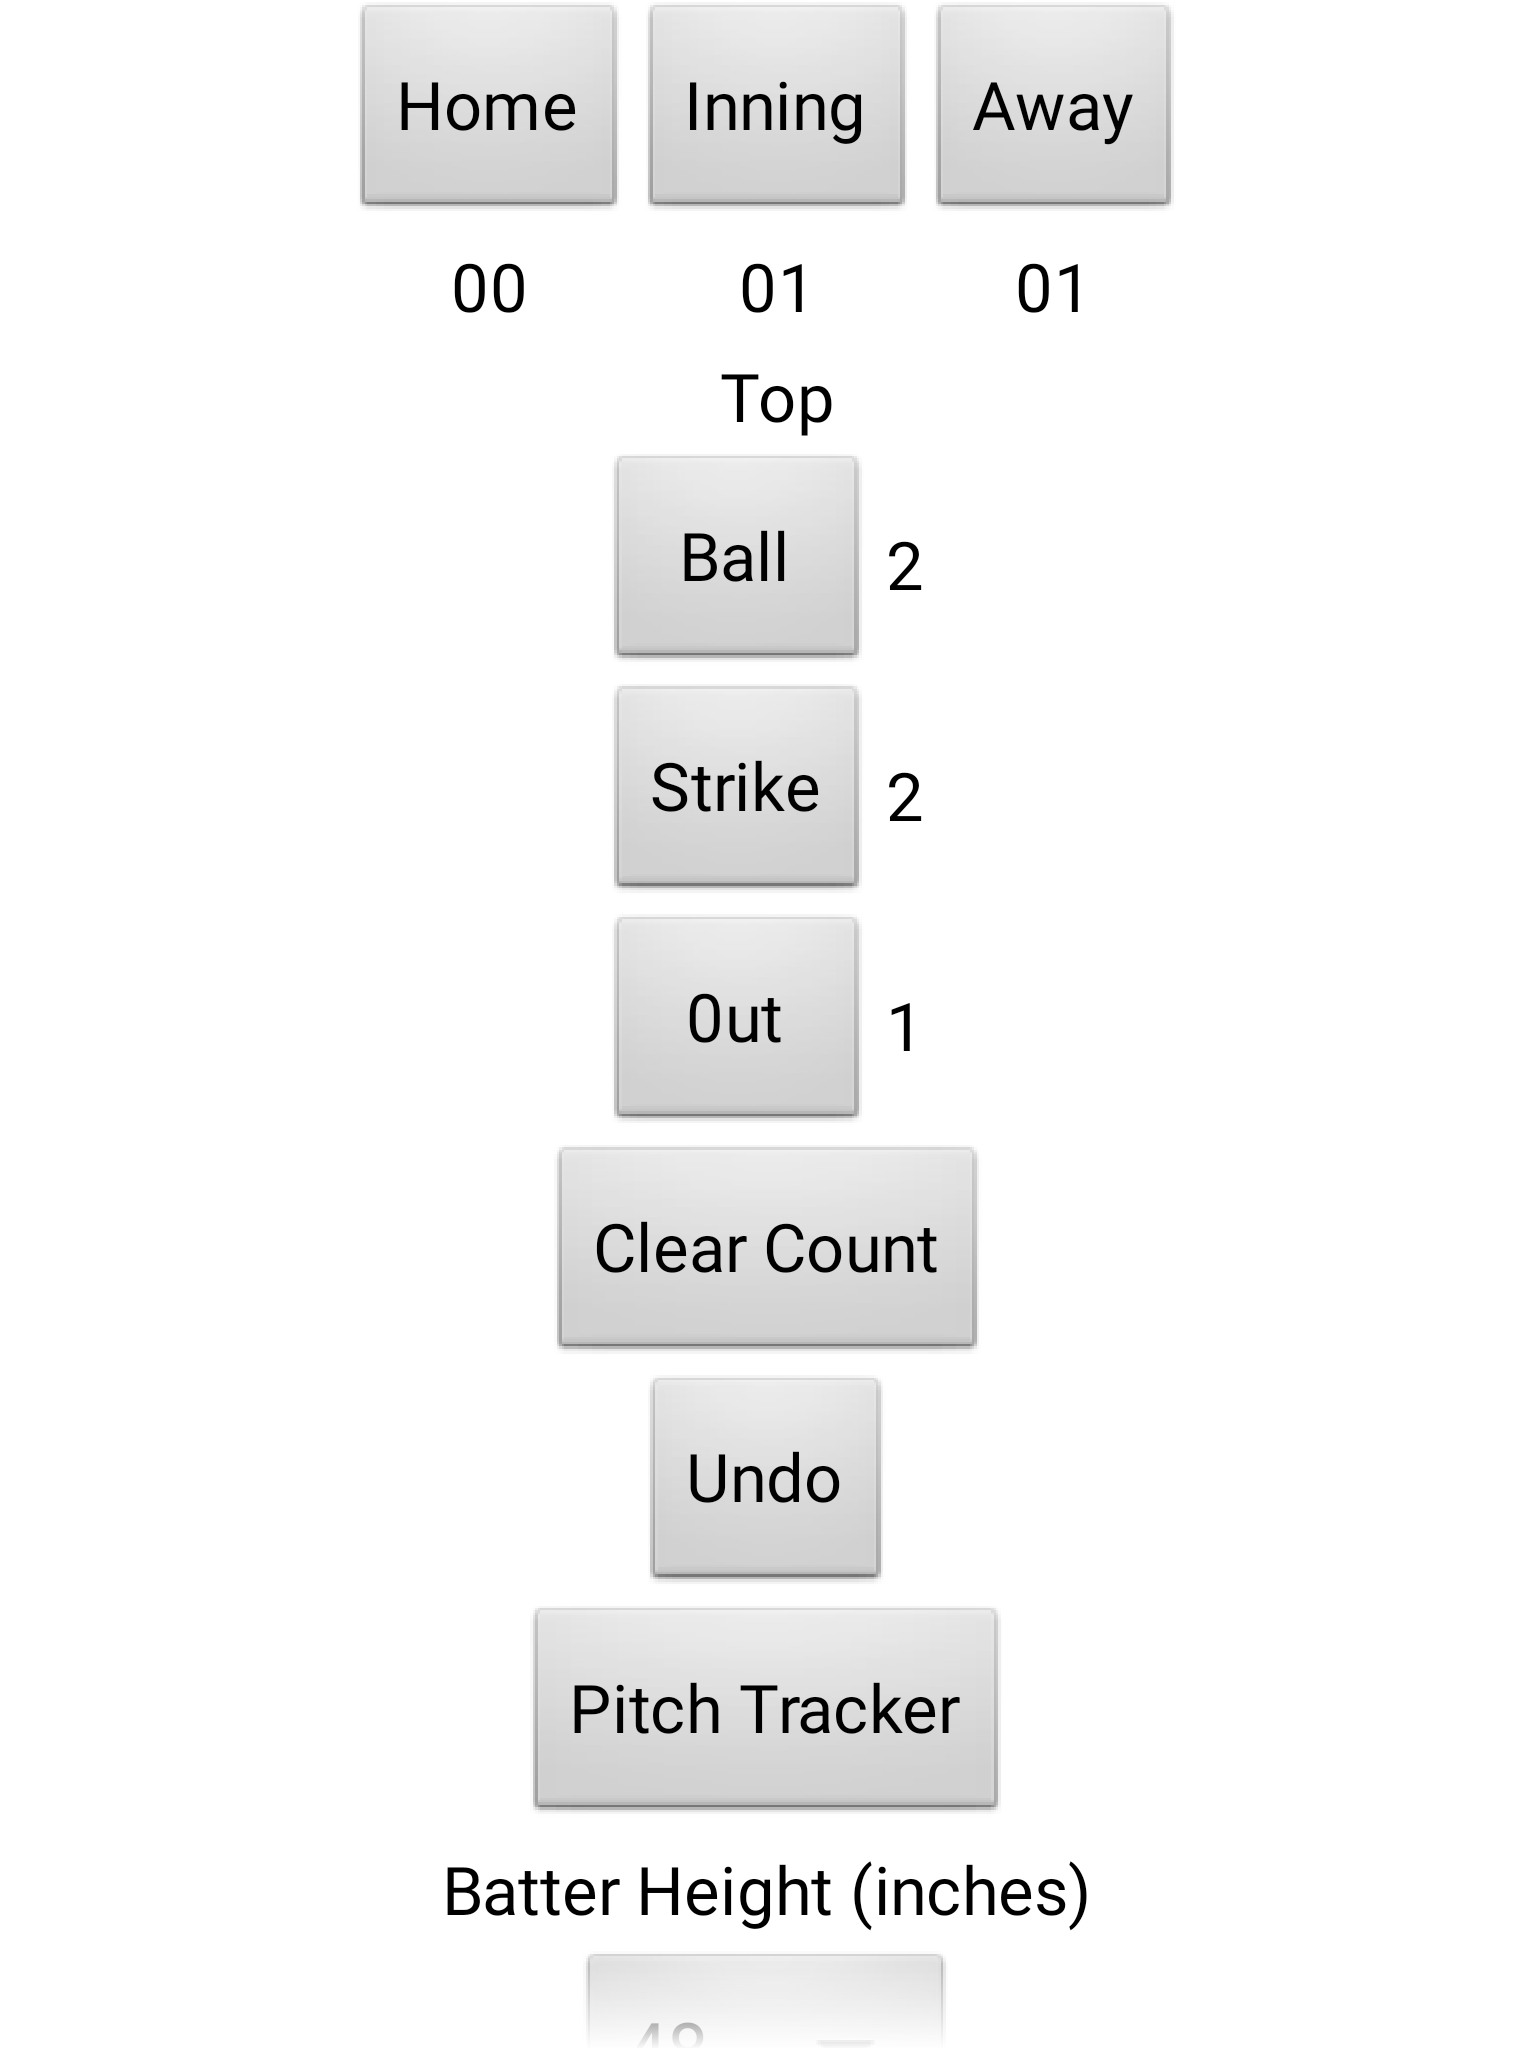 Home Inning Away
00 01 01
Top
Ball 2
Strike 2
0ut 1
Clear Count
Undo
Pitch Tracker
Batter Height (inches)